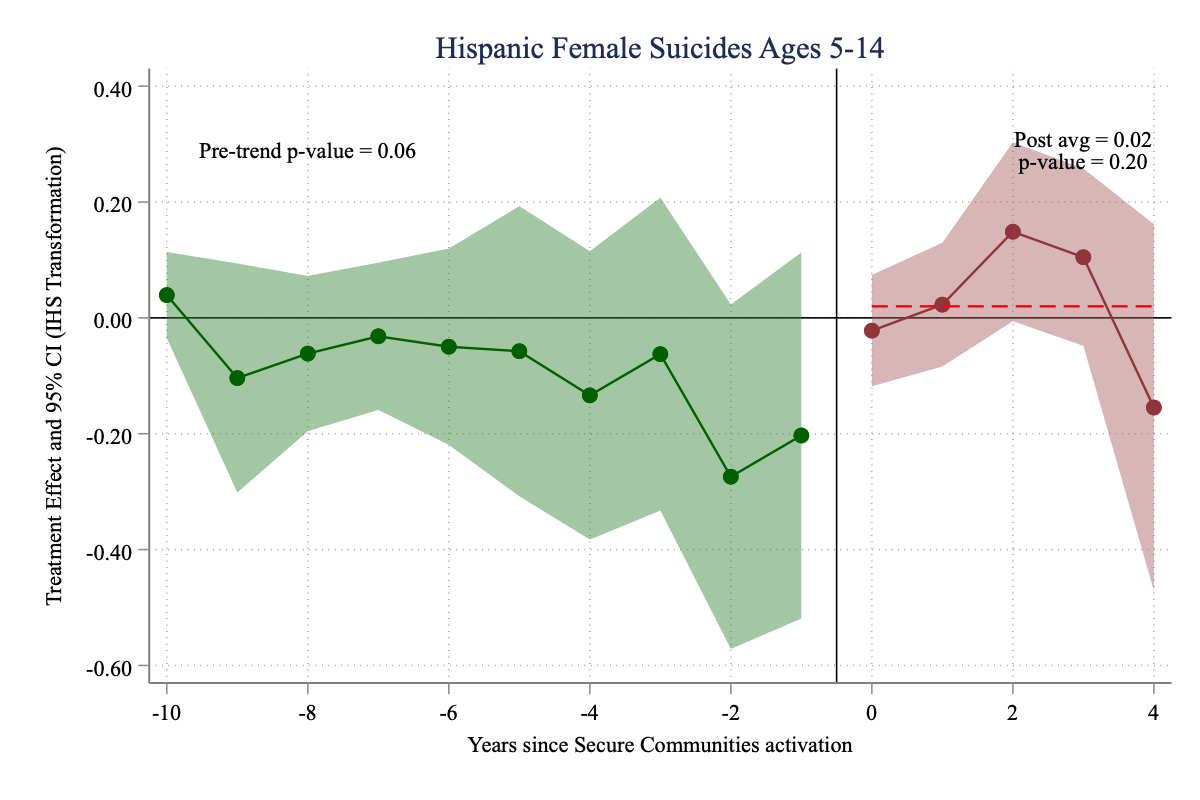 Hispanic Female Suicides Ages 5-14
Treatment Effect and 95% CI (IHS Transformation)
0.40
0.20
0.00
-0.20
-0.40
-0.60
Pre-trend p-value = 0.06
Post avg = 0.02
p-value = 0.20
-10
-8
-6
-4
-2
0
2
4
Years since Secure Communities activation